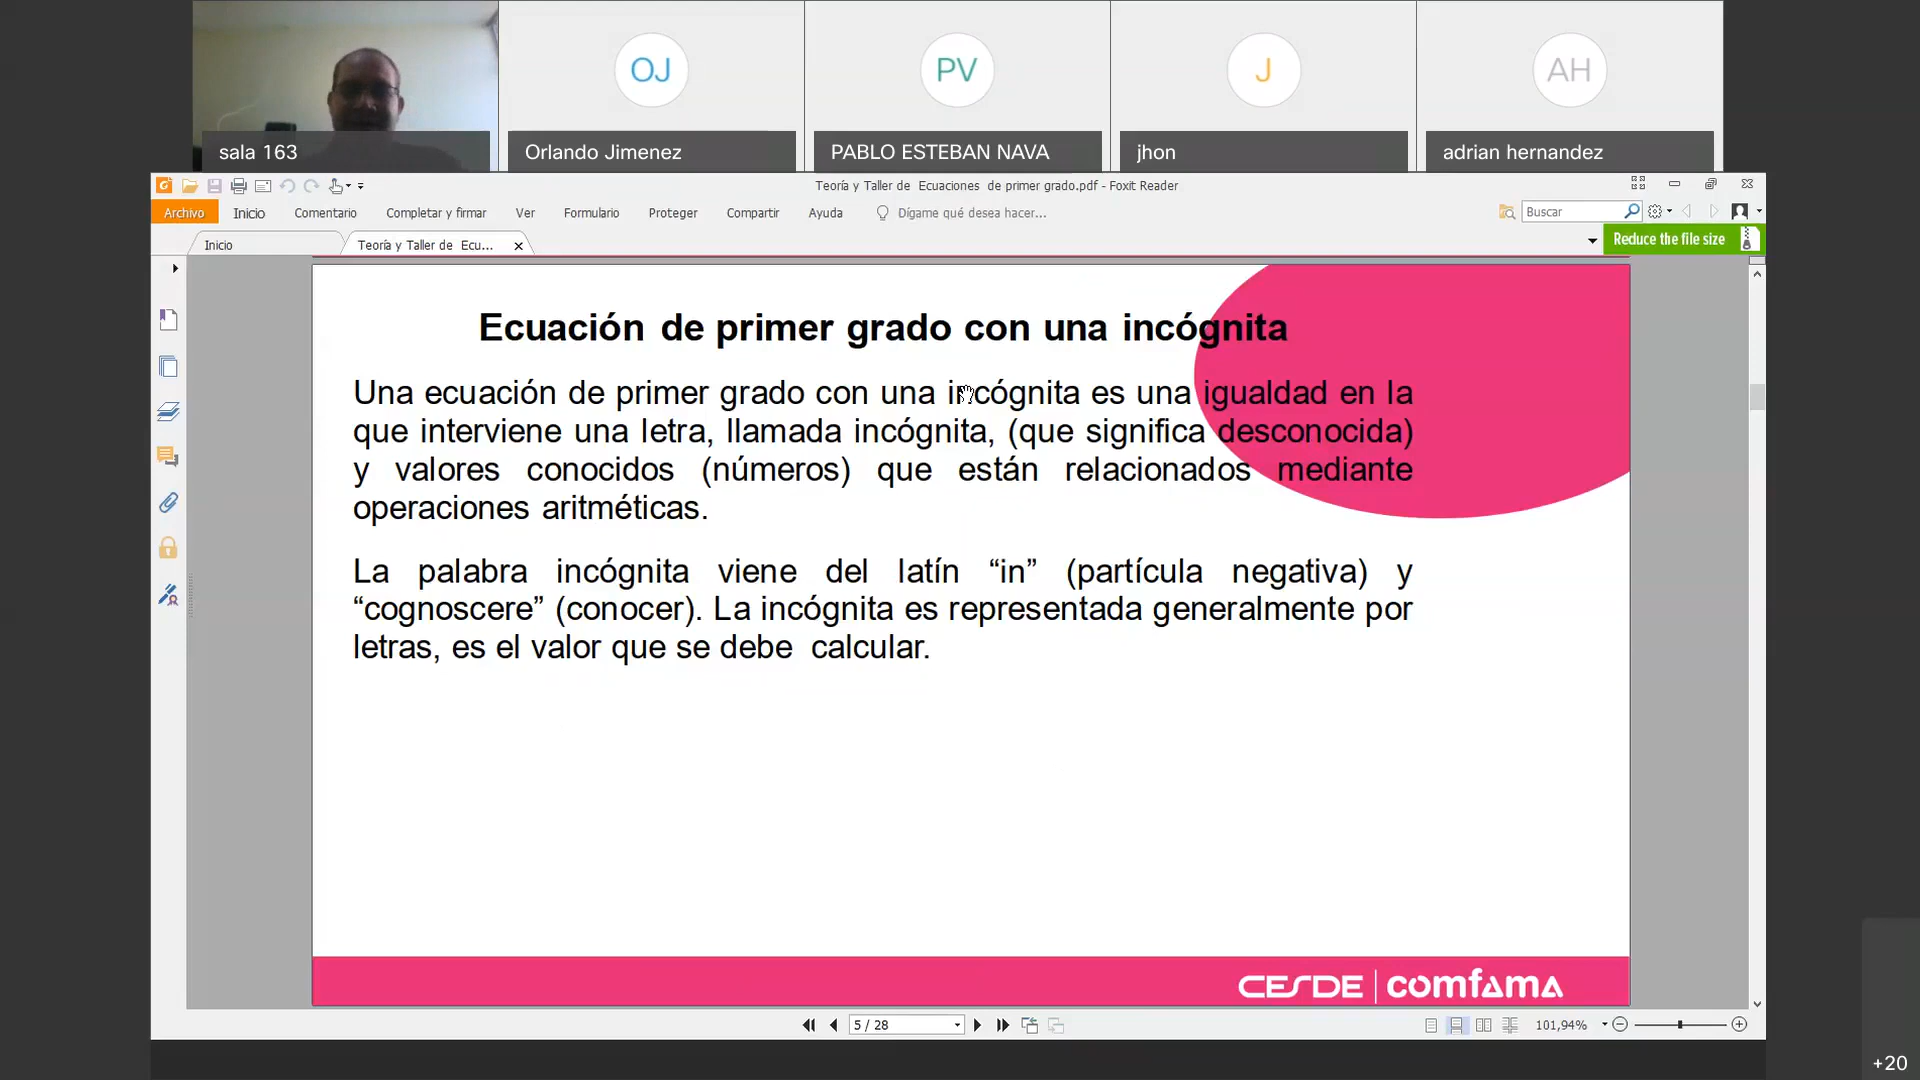 OJ
PV
J
AH
sala 163
Orlando Jimenez
PABLO ESTEBAN NAVA
jhon
adrian hernandez
Teoría y Taller de Ecuaciones de primer grado.pdf - Foxit Reader
Archivo
Inicio
Comentario
Completar y firmar
Ver
Formulario
Proteger
Compartir
Ayuda
Dígame qué desea hacer...
Buscar
Inicio
Teoría y Taller de Ecu...
Reduce the file size
Ecuación de primer grado con una incógnita
Una ecuación de primer grado con una incógnita es una igualdad en la
que interviene una letra, llamada incógnita, (que significa desconocida)
y valores conocidos (números) que están relacionados mediante
operaciones aritméticas.
La palabra incógnita viene del latín “in” (partícula negativa) y
“cognoscere” (conocer). La incógnita es representada generalmente por
letras, es el valor que se debe calcular.
CESDE | comfama
5 / 28
101,94%
+20